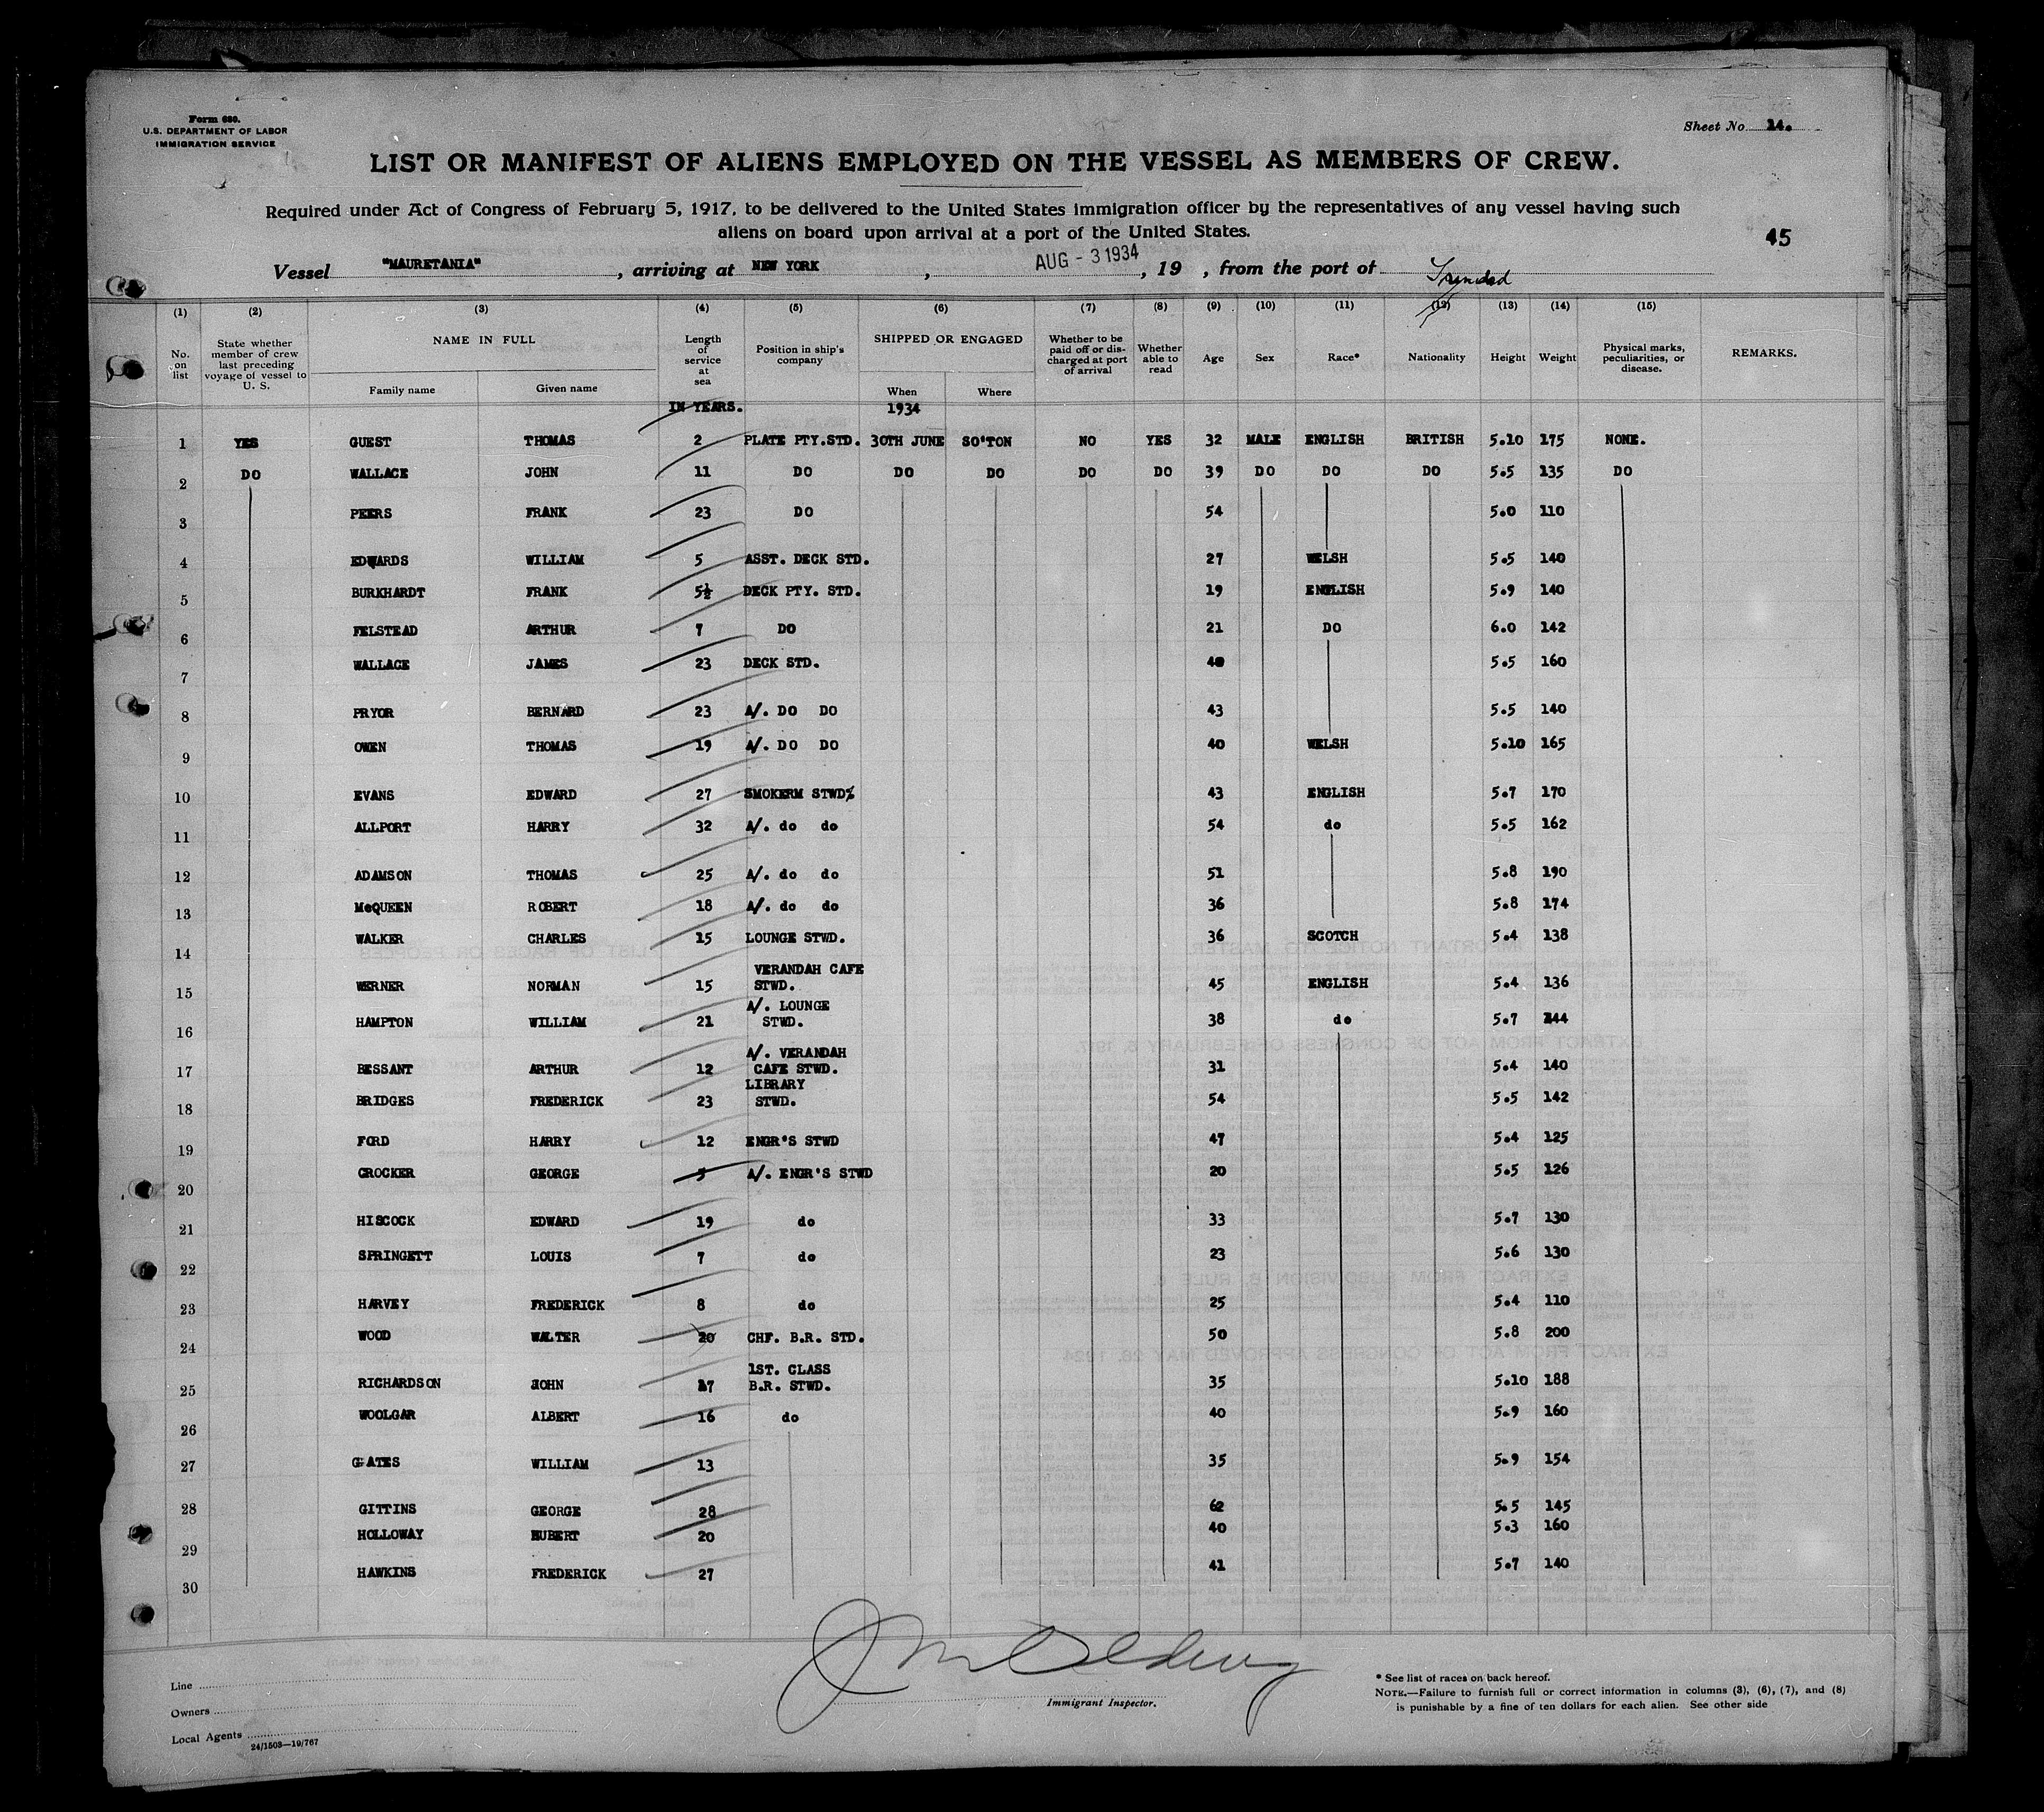 Form 680.
U.S. DEPARTMENT OF LABOR
IMMIGRATION SERVICE
Sheet No. 14.
LIST OR MANIFEST OF ALIENS EMPLOYED ON THE VESSEL AS MEMBERS OF CREW.
Required under Act of Congress of February 5, 1917, to be delivered to the United States immigration officer by the representatives of any vessel having such
aliens on board upon arrival at a port of the United States.
45
Vessel "MAURETANIA", arriving at NEW YORK, AUG - 3 1934, 19 , from the port of Trinidad
(1) (2) (3) (4) (5) (6) (7) (8) (9) (10) (11) (12) (13) (14) (15)
No. on list
State whether member of crew last preceding voyage of vessel to U. S.
NAME IN FULL
Family name
Given name
Length of service at sea
Position in ship's company
SHIPPED OR ENGAGED
When
Where
Whether to be paid off or discharged at port of arrival
Whether able to read
Age
Sex
Race*
Nationality
Height
Weight
Physical marks, peculiarities, or disease.
REMARKS.
IN YEARS. 1934
1 YES GUEST THOMAS 2 PLATE PTY.STD. 30TH JUNE SO'TON NO YES 32 MALE ENGLISH BRITISH 5.10 175 NONE.
2 DO WALLACE JOHN 11 DO DO DO DO DO 39 DO DO DO 5.5 135 DO
3 PEERS FRANK 23 DO 54 5.0 110
4 EDWARDS WILLIAM 5 ASST. DECK STD. 27 WELSH 5.5 140
5 BURKHARDT FRANK 5½ DECK PTY. STD. 19 ENGLISH 5.9 140
6 FELSTEAD ARTHUR 7 DO 21 DO 6.0 142
7 WALLACE JAMES 23 DECK STD. 40 5.5 160
8 PRYOR BERNARD 23 A/. DO DO 43 5.5 140
9 OWEN THOMAS 19 A/. DO DO 40 WELSH 5.10 165
10 EVANS EDWARD 27 SMOKERM STWD% 43 ENGLISH 5.7 170
11 ALLPORT HARRY 32 A/. do do 54 do 5.5 162
12 ADAMSON THOMAS 25 A/. do do 51 5.8 190
13 McQUEEN ROBERT 18 A/. do do 36 5.8 174
14 WALKER CHARLES 15 LOUNGE STWD. 36 SCOTCH 5.4 138
15 WERNER NORMAN 15 VERANDAH CAFE STWD. 45 ENGLISH 5.4 136
16 HAMPTON WILLIAM 21 A/. LOUNGE STWD. 38 do 5.7 144
17 BESSANT ARTHUR 12 A/. VERANDAH CAFE STWD. 31 5.4 140
18 BRIDGES FREDERICK 23 LIBRARY STWD. 54 5.5 142
19 FORD HARRY 12 ENGR'S STWD 47 5.4 125
20 CROCKER GEORGE 5 A/. ENGR'S STWD 20 5.5 126
21 HISCOCK EDWARD 19 do 33 5.7 130
22 SPRINGETT LOUIS 7 do 23 5.6 130
23 HARVEY FREDERICK 8 do 25 5.4 110
24 WOOD WALTER 20 CHF. B.R. STD. 50 5.8 200
25 RICHARDSON JOHN 17 1ST. CLASS B.R. STWD. 35 5.10 188
26 WOOLGAR ALBERT 16 do 40 5.9 160
27 GATES WILLIAM 13 35 5.9 154
28 GITTINS GEORGE 28 62 5.5 145
29 HOLLOWAY HUBERT 20 40 5.3 160
30 HAWKINS FREDERICK 27 41 5.7 140
Line
Owners
Local Agents
24/1503—19/767
Immigrant Inspector.
* See list of races on back hereof.
NOTE.—Failure to furnish full or correct information in columns (3), (6), (7), and (8)
is punishable by a fine of ten dollars for each alien. See other side